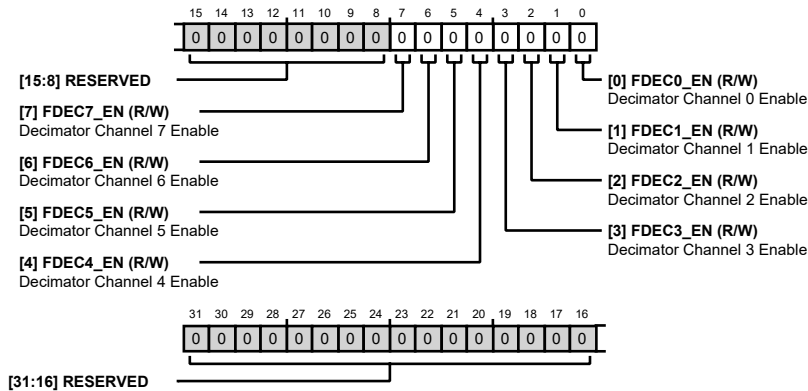 15 14 13 12 11 10 9 8 7 6 5 4 3 2 1 0
0 0 0 0 0 0 0 0 0 0 0 0 0 0 0 0
[15:8] RESERVED
[7] FDEC7_EN (R/W)
Decimator Channel 7 Enable
[6] FDEC6_EN (R/W)
Decimator Channel 6 Enable
[5] FDEC5_EN (R/W)
Decimator Channel 5 Enable
[4] FDEC4_EN (R/W)
Decimator Channel 4 Enable
[0] FDEC0_EN (R/W)
Decimator Channel 0 Enable
[1] FDEC1_EN (R/W)
Decimator Channel 1 Enable
[2] FDEC2_EN (R/W)
Decimator Channel 2 Enable
[3] FDEC3_EN (R/W)
Decimator Channel 3 Enable
31 30 29 28 27 26 25 24 23 22 21 20 19 18 17 16
0 0 0 0 0 0 0 0 0 0 0 0 0 0 0 0
[31:16] RESERVED